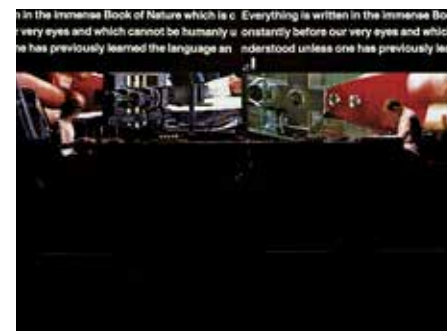 n in the immense Book of Nature which is c Everything is written in the immense Bo
very eyes and which cannot be humanly u onstantly before our very eyes and which
ne has previously learned the language an nderstood unless one has previously lea